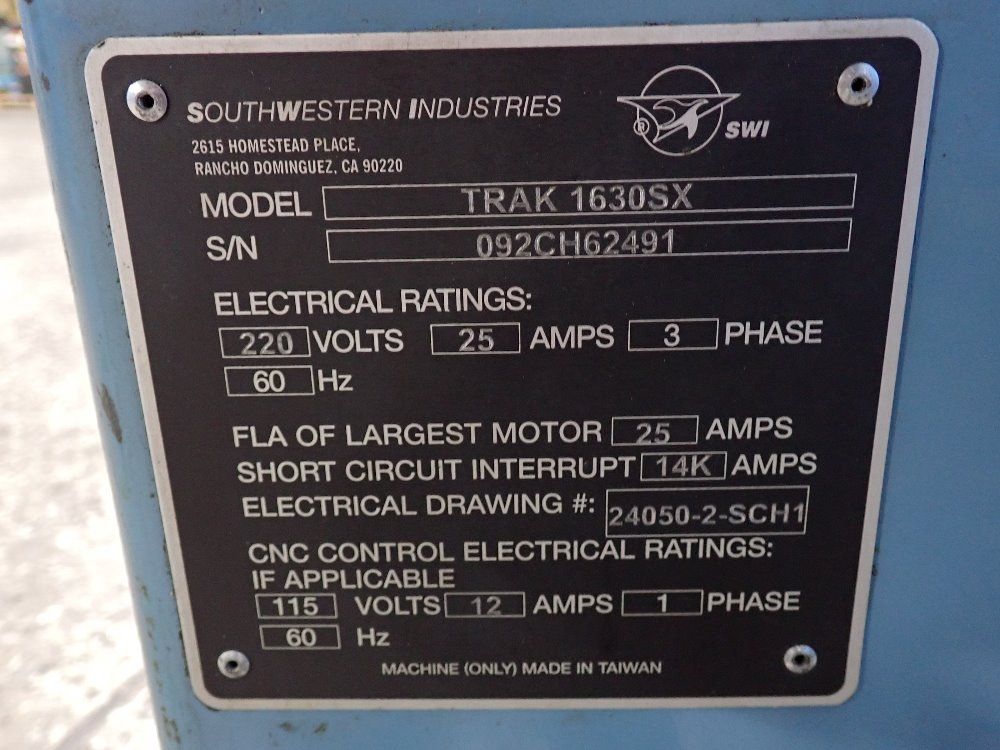 SOUTHWESTERN INDUSTRIES
® SWI
2615 HOMESTEAD PLACE,
RANCHO DOMINGUEZ, CA 90220
MODEL TRAK 1630SX
S/N 092CH62491
ELECTRICAL RATINGS:
220 VOLTS 25 AMPS 3 PHASE
60 Hz
FLA OF LARGEST MOTOR 25 AMPS
SHORT CIRCUIT INTERRUPT 14K AMPS
ELECTRICAL DRAWING #: 24050-2-SCH1
CNC CONTROL ELECTRICAL RATINGS:
IF APPLICABLE
115 VOLTS 12 AMPS 1 PHASE
60 Hz
MACHINE (ONLY) MADE IN TAIWAN